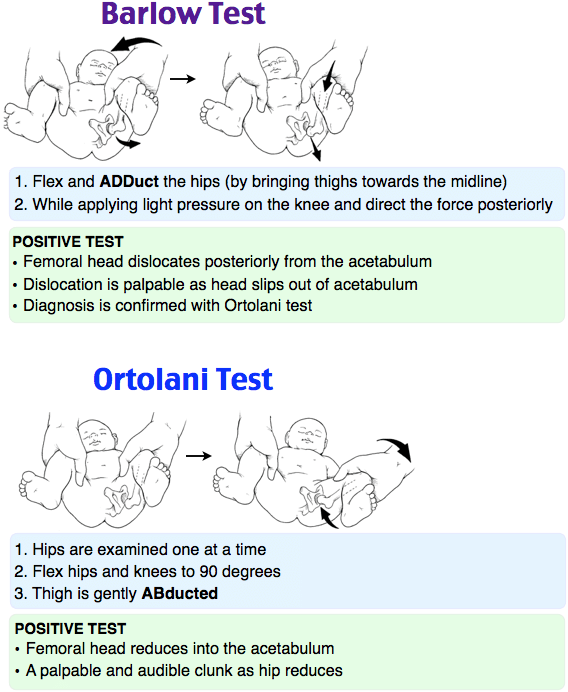 Barlow Test
1. Flex and ADDuct the hips (by bringing thighs towards the midline)
2. While applying light pressure on the knee and direct the force posteriorly
POSITIVE TEST
• Femoral head dislocates posteriorly from the acetabulum
• Dislocation is palpable as head slips out of acetabulum
• Diagnosis is confirmed with Ortolani test
Ortolani Test
1. Hips are examined one at a time
2. Flex hips and knees to 90 degrees
3. Thigh is gently ABducted
POSITIVE TEST
• Femoral head reduces into the acetabulum
• A palpable and audible clunk as hip reduces